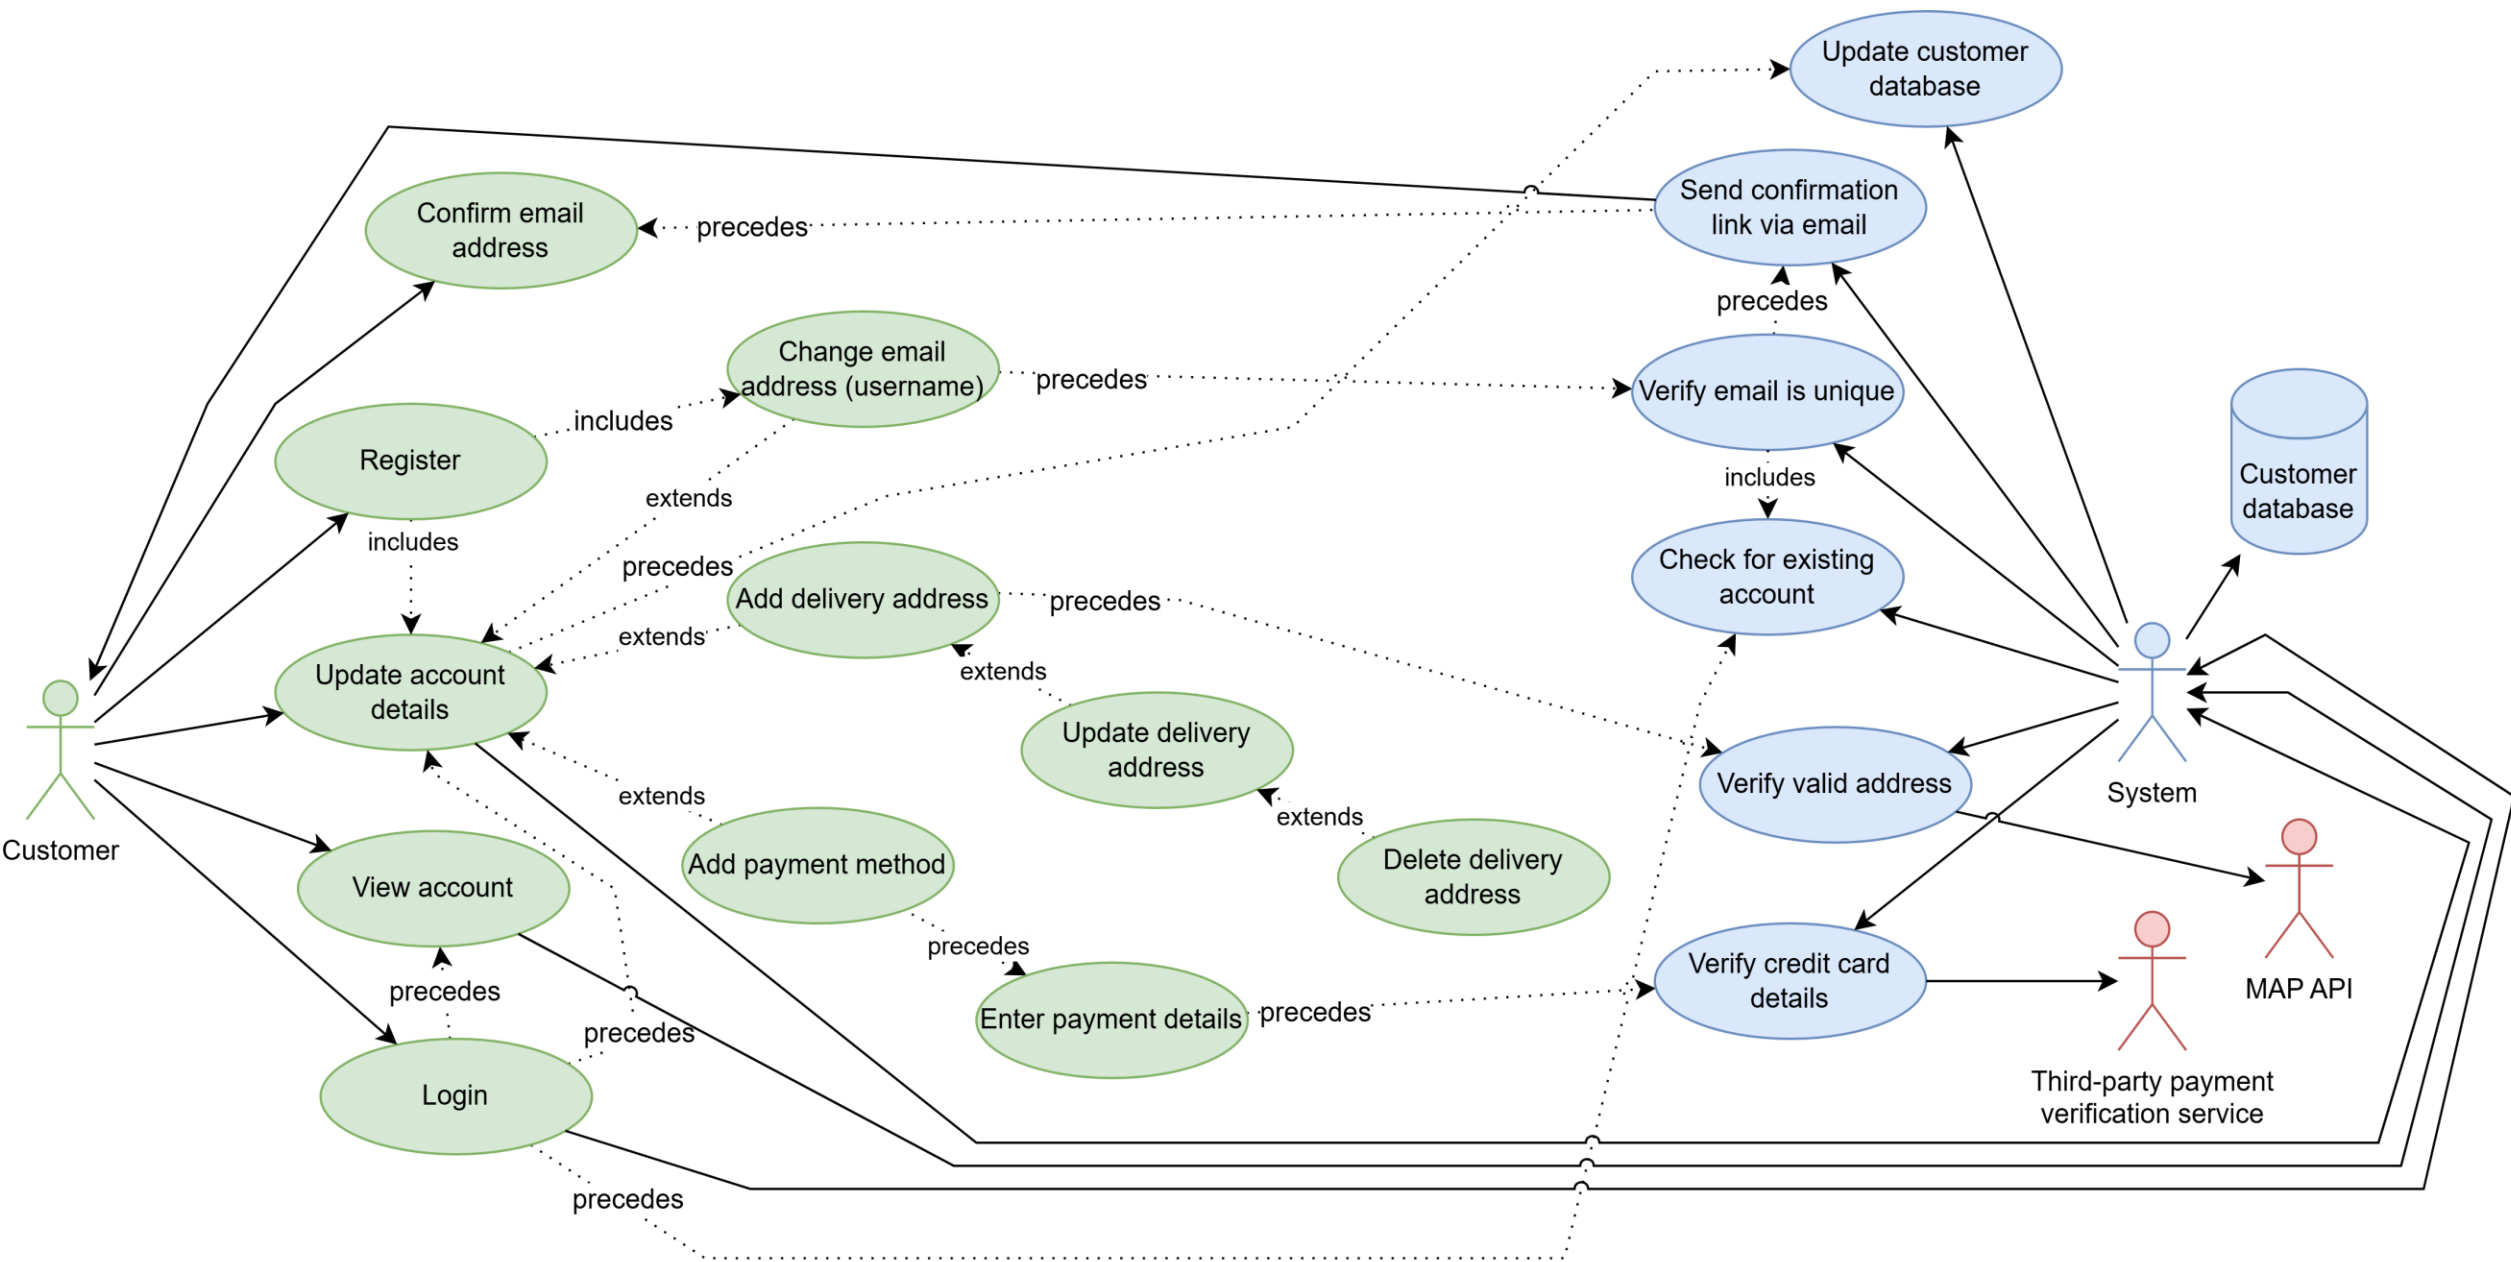 Update customer
database
Send confirmation
link via email
Confirm email
address
precedes
precedes
Change email
address (username)
precedes
Verify email is unique
includes
Register
Customer
database
includes
extends
includes
precedes
Check for existing
account
Add delivery address
precedes
extends
extends
Update account
details
Update delivery
address
Verify valid address
System
extends
extends
Customer
Add payment method
Delete delivery
address
View account
precedes
Verify credit card
details
MAP API
precedes
Enter payment details
precedes
precedes
Login
Third-party payment
verification service
precedes